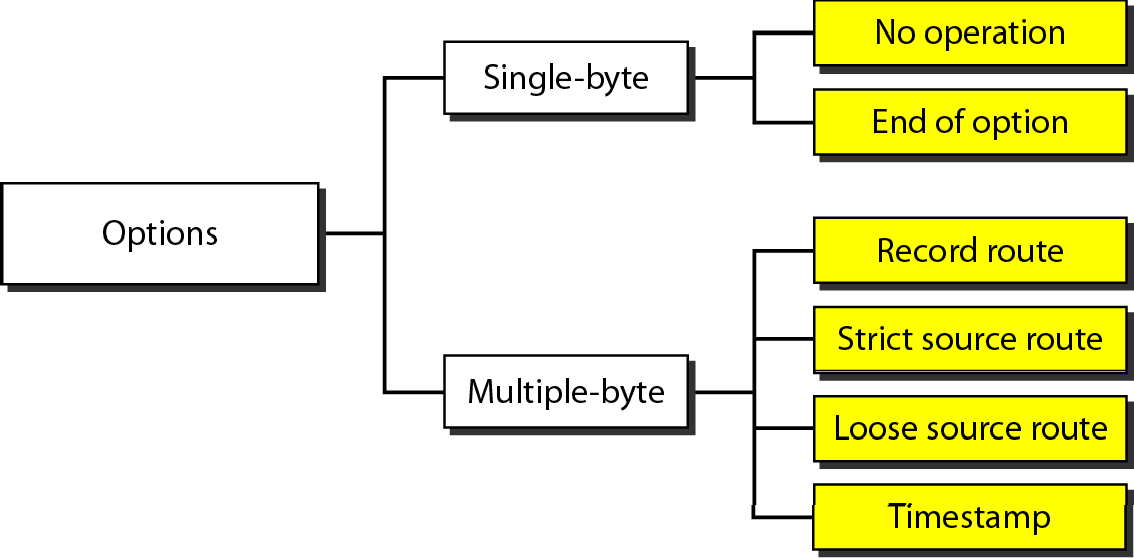 Options
Single-byte
No operation
End of option
Multiple-byte
Record route
Strict source route
Loose source route
Timestamp